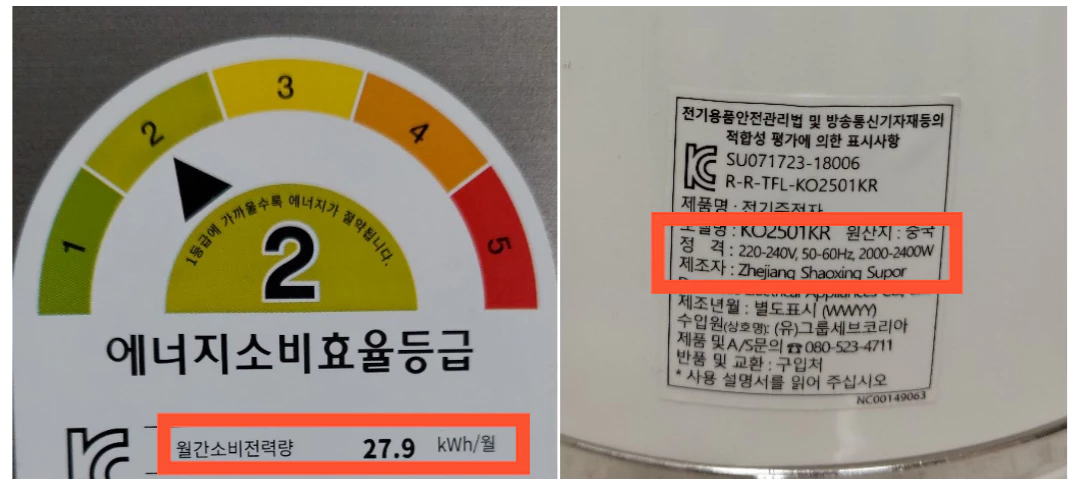 1
2
3
4
5
1등급에 가까울수록 에너지가 절약됩니다.
2
에너지소비효율등급
월간소비전력량 27.9 kWh/월
전기용품안전관리법 및 방송통신기자재등의
적합성 평가에 의한 표시사항
SU071723-18006
R-R-TFL-KO2501KR
제품명 : 전기주전자
모델명 : KO2501KR 원산지 : 중국
정 격 : 220-240V, 50-60Hz, 2000-2400W
제조자 : Zhejiang Shaoxing Supor
Electrical Appliances Co.,
제조년월 : 별도표시 (WWYY)
수입원(상호명): (유)그룹세브코리아
제품 및 A/S문의 ☎ 080-523-4711
반품 및 교환 : 구입처
* 사용 설명서를 읽어 주십시오
NC00149063